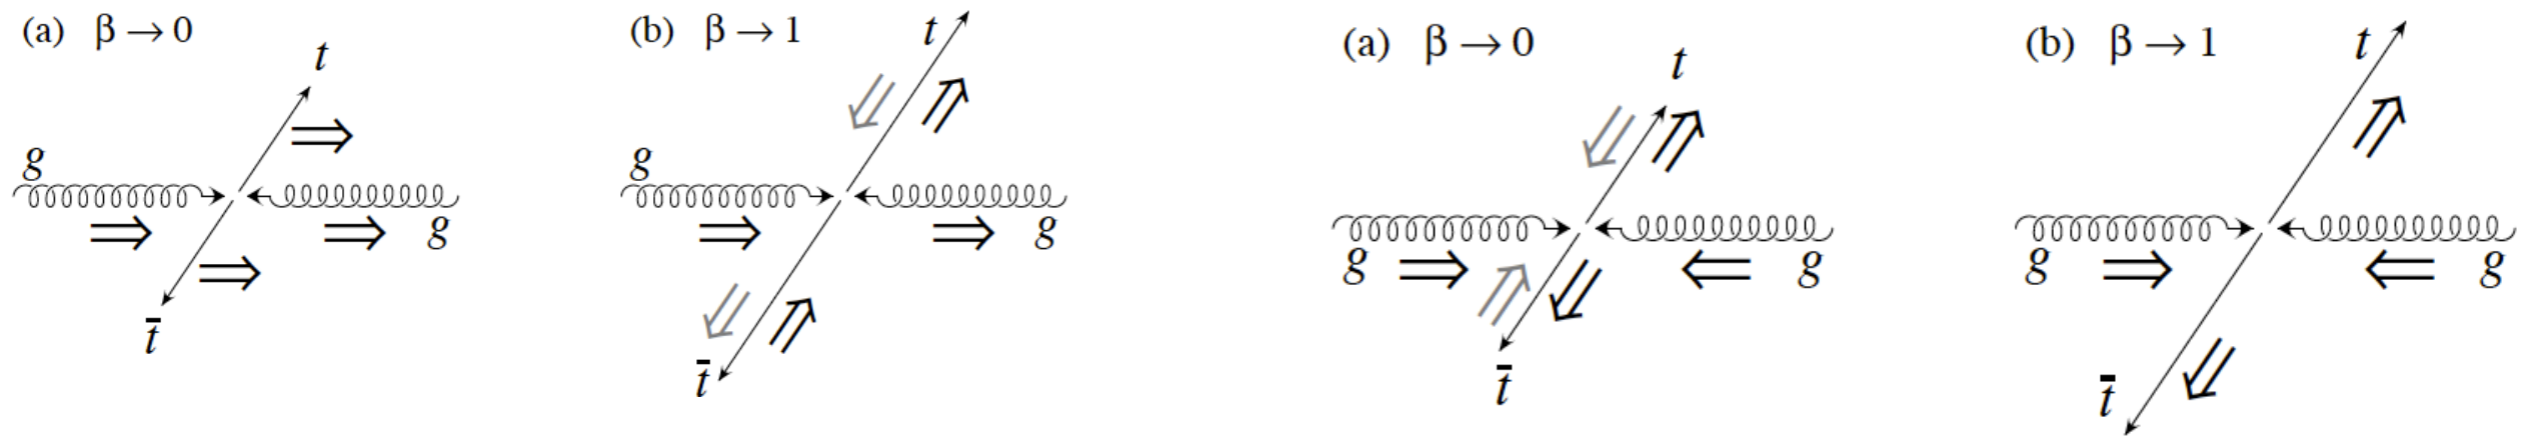 (a) β → 0
t
g
g
t̄
(b) β → 1
t
g
g
t̄
(a) β → 0
t
g
g
t̄
(b) β → 1
t
g
g
t̄